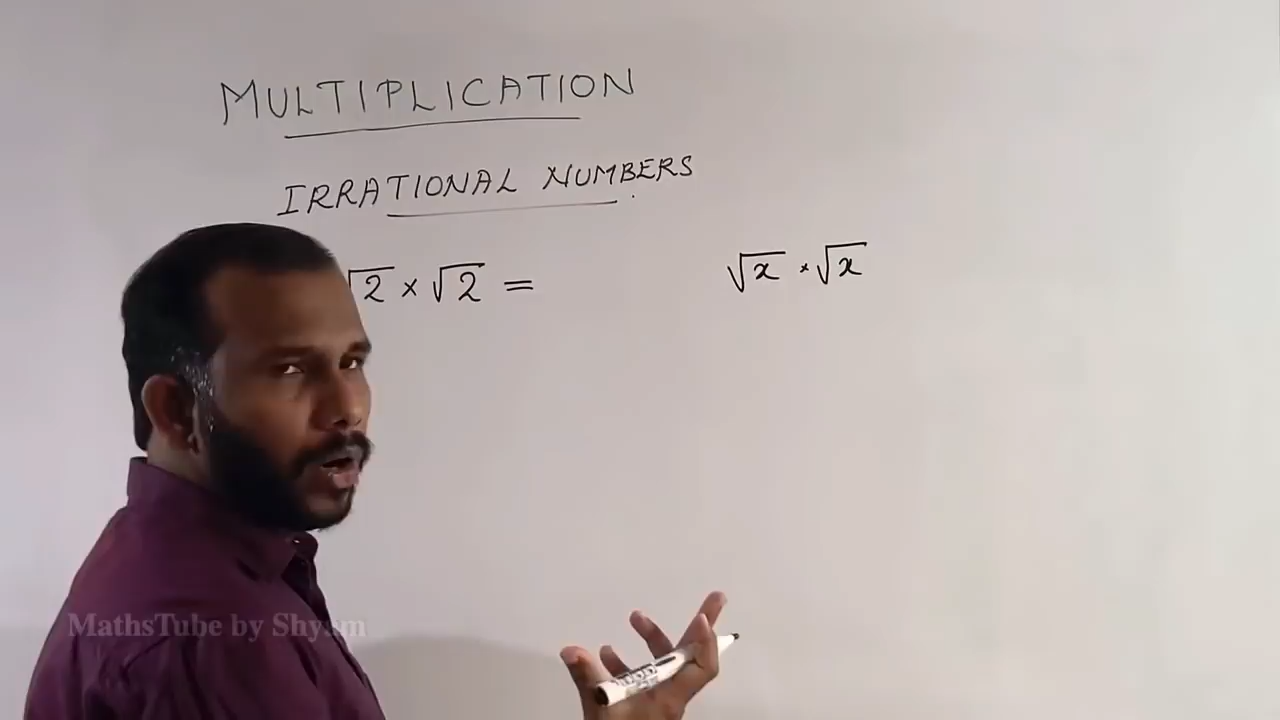 MULTIPLICATION
IRRATIONAL NUMBERS
√2 × √2 =
√x × √x
MathsTube by Shyam